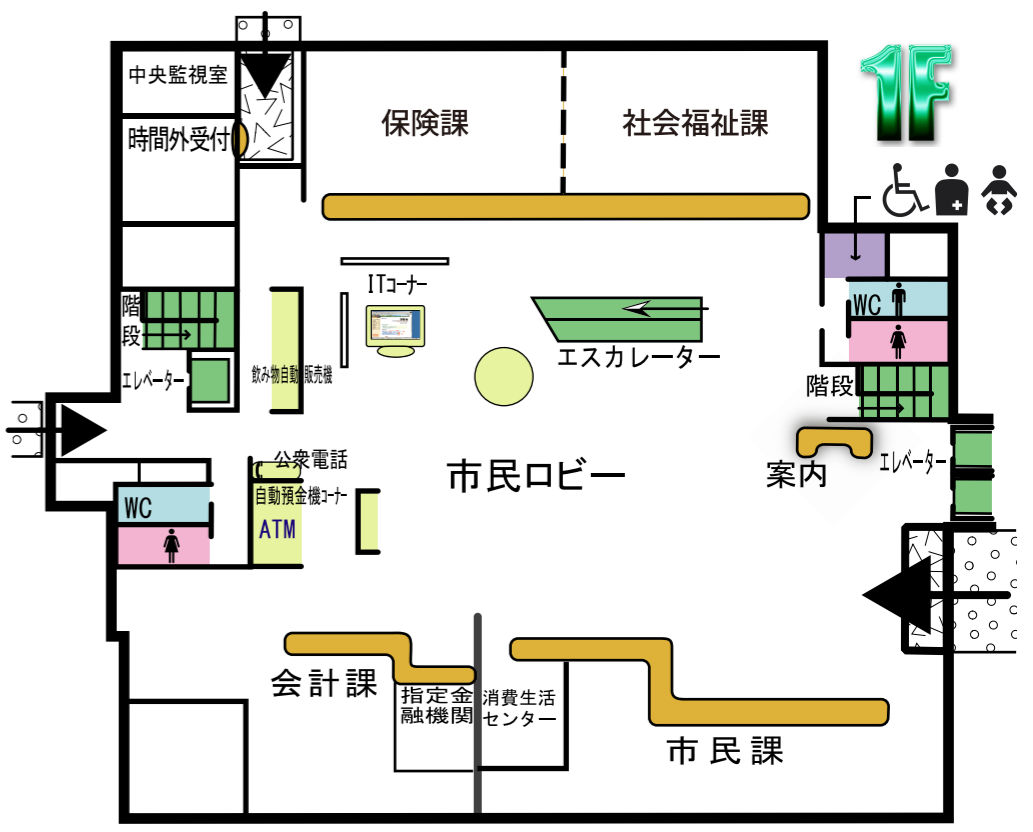 1F
中央監視室
保険課
社会福祉課
時間外受付
ITコーナー
階
段
WC
エスカレーター
エレベーター
飲み物自動販売機
階段
公衆電話
市民ロビー
案内
エレベーター
自動預金機コーナー
WC
ATM
会計課
指定金
融機関
消費生活
センター
市民課